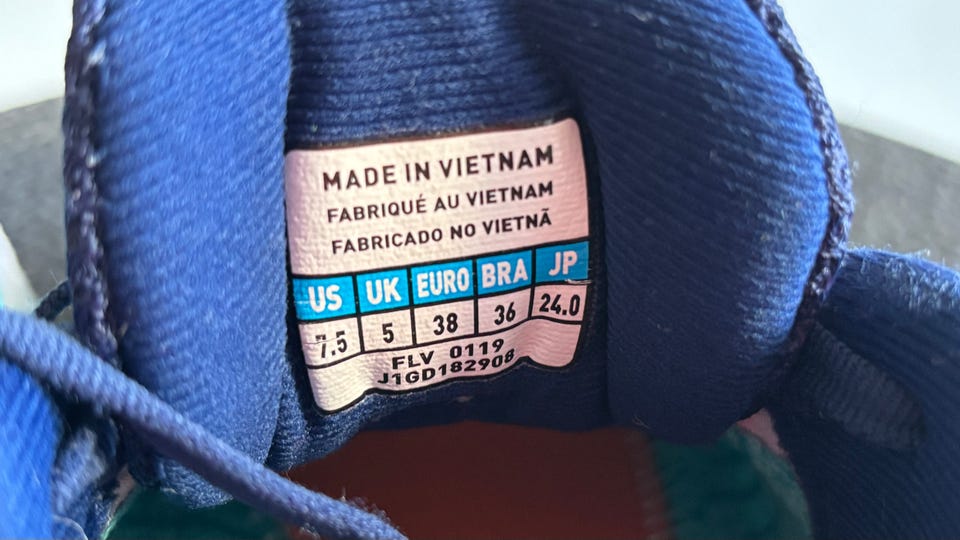 MADE IN VIETNAM
FABRIQUÉ AU VIETNAM
FABRICADO NO VIETNÃ
US UK EURO BRA JP
7.5 5 38 36 24.0
FLV 0119
J1GD182908